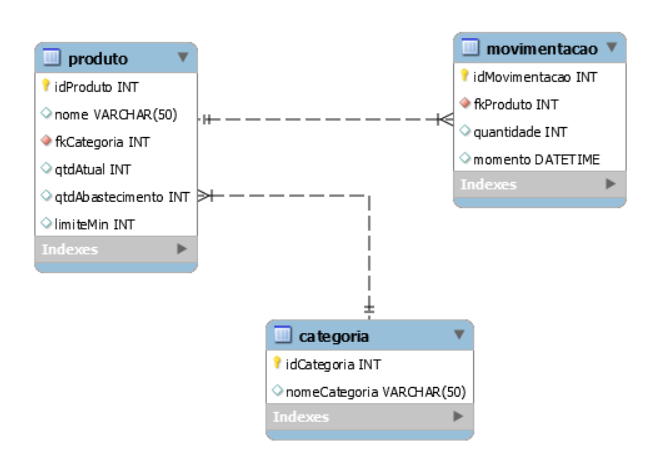 produto
idProduto INT
nome VARCHAR(50)
fkCategoria INT
qtdAtual INT
qtdAbastecimento INT
limiteMin INT
Indexes
movimentacao
idMovimentacao INT
fkProduto INT
quantidade INT
momento DATETIME
Indexes
categoria
idCategoria INT
nomeCategoria VARCHAR(50)
Indexes